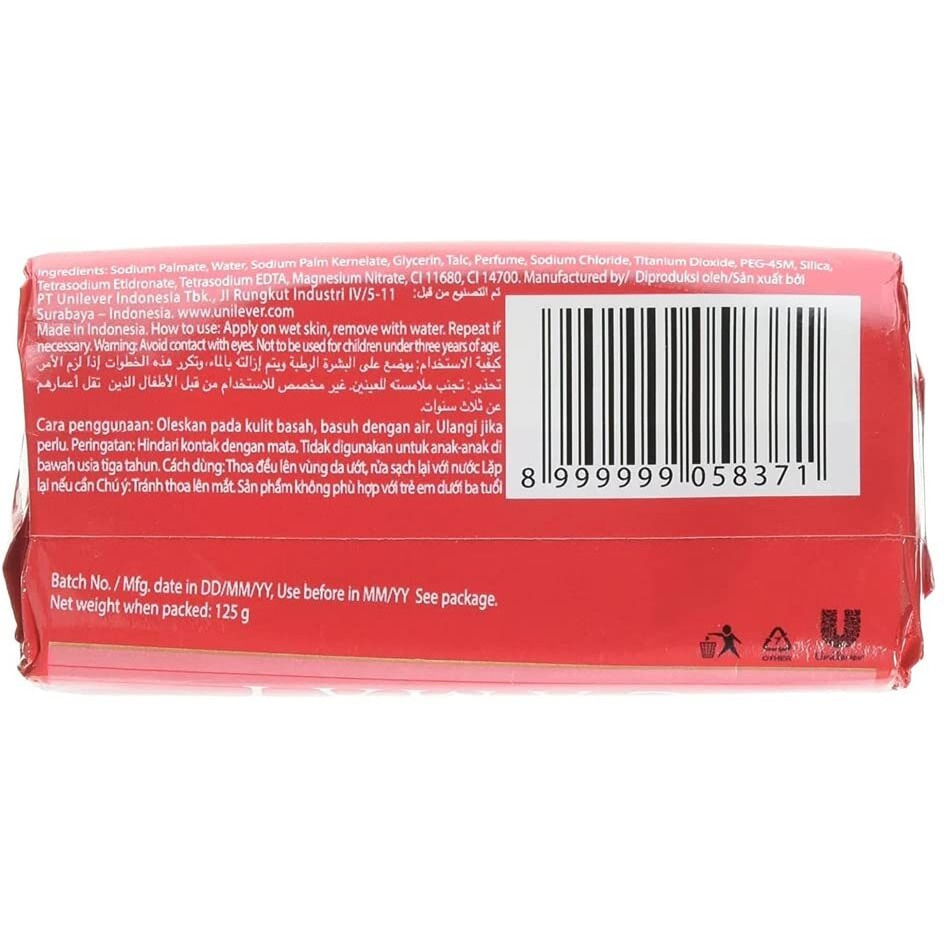 Ingredients: Sodium Palmate, Water, Sodium Palm Kernelate, Glycerin, Talc, Perfume, Sodium Chloride, Titanium Dioxide, PEG-45M, Silica,
Tetrasodium Etidronate, Tetrasodium EDTA, Magnesium Nitrate, CI 11680, CI 14700. Manufactured by/ Diproduksi oleh/Sản xuất bởi
PT Unilever Indonesia Tbk., Jl Rungkut Industri IV/5-11 تم التصنيع من قبل:
Surabaya – Indonesia. www.unilever.com
Made in Indonesia. How to use: Apply on wet skin, remove with water. Repeat if
necessary. Warning: Avoid contact with eyes. Not to be used for children under three years of age.
كيفية الاستخدام: يوضع على البشرة الرطبة ويتم إزالته بالماء، وتكرر هذه الخطوات إذا لزم الأمر.
تحذير: تجنب ملامسته للعينين. غير مخصص للاستخدام من قبل الأطفال الذين تقل أعمارهم
عن ثلاث سنوات.
Cara penggunaan: Oleskan pada kulit basah, basuh dengan air. Ulangi jika
perlu. Peringatan: Hindari kontak dengan mata. Tidak digunakan untuk anak-anak di
bawah usia tiga tahun. Cách dùng: Thoa đều lên vùng da ướt, rửa sạch lại với nước Lặp
lại nếu cần Chú ý: Tránh thoa lên mắt. Sản phẩm không phù hợp với trẻ em dưới ba tuổi
8 999999 058371
Batch No. / Mfg. date in DD/MM/YY, Use before in MM/YY See package.
Net weight when packed: 125 g
7
OTHER
Unilever